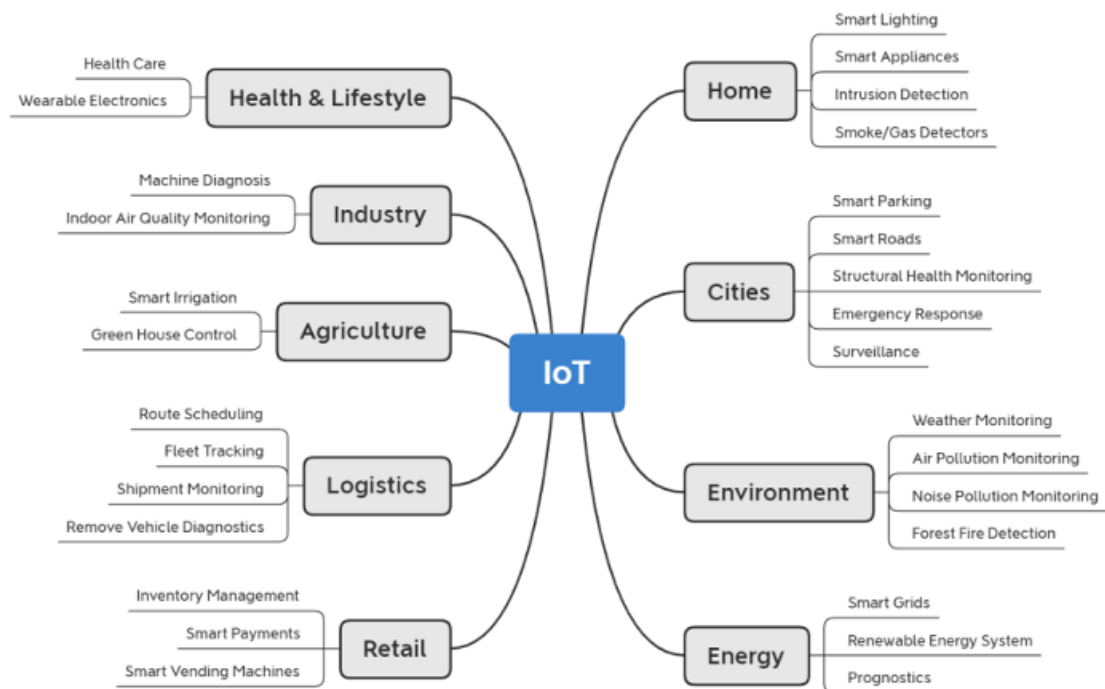 Health Care
Wearable Electronics
Health & Lifestyle
Machine Diagnosis
Indoor Air Quality Monitoring
Industry
Smart Irrigation
Green House Control
Agriculture
Route Scheduling
Fleet Tracking
Shipment Monitoring
Remove Vehicle Diagnostics
Logistics
Inventory Management
Smart Payments
Smart Vending Machines
Retail
IoT
Home
Smart Lighting
Smart Appliances
Intrusion Detection
Smoke/Gas Detectors
Cities
Smart Parking
Smart Roads
Structural Health Monitoring
Emergency Response
Surveillance
Environment
Weather Monitoring
Air Pollution Monitoring
Noise Pollution Monitoring
Forest Fire Detection
Energy
Smart Grids
Renewable Energy System
Prognostics